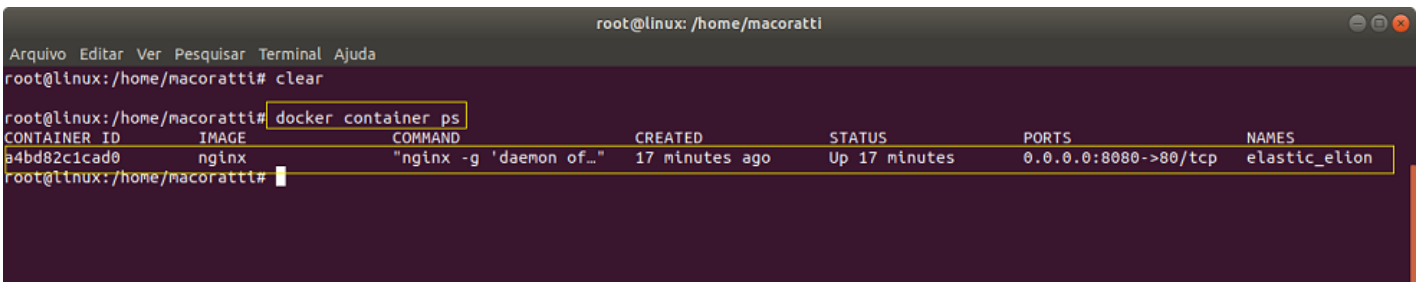 root@linux: /home/macoratti
Arquivo Editar Ver Pesquisar Terminal Ajuda
root@linux:/home/macoratti# clear
root@linux:/home/macoratti# docker container ps
CONTAINER ID IMAGE COMMAND CREATED STATUS PORTS NAMES
a4bd82c1cad0 nginx "nginx -g 'daemon of…" 17 minutes ago Up 17 minutes 0.0.0.0:8080->80/tcp elastic_elion
root@linux:/home/macoratti#